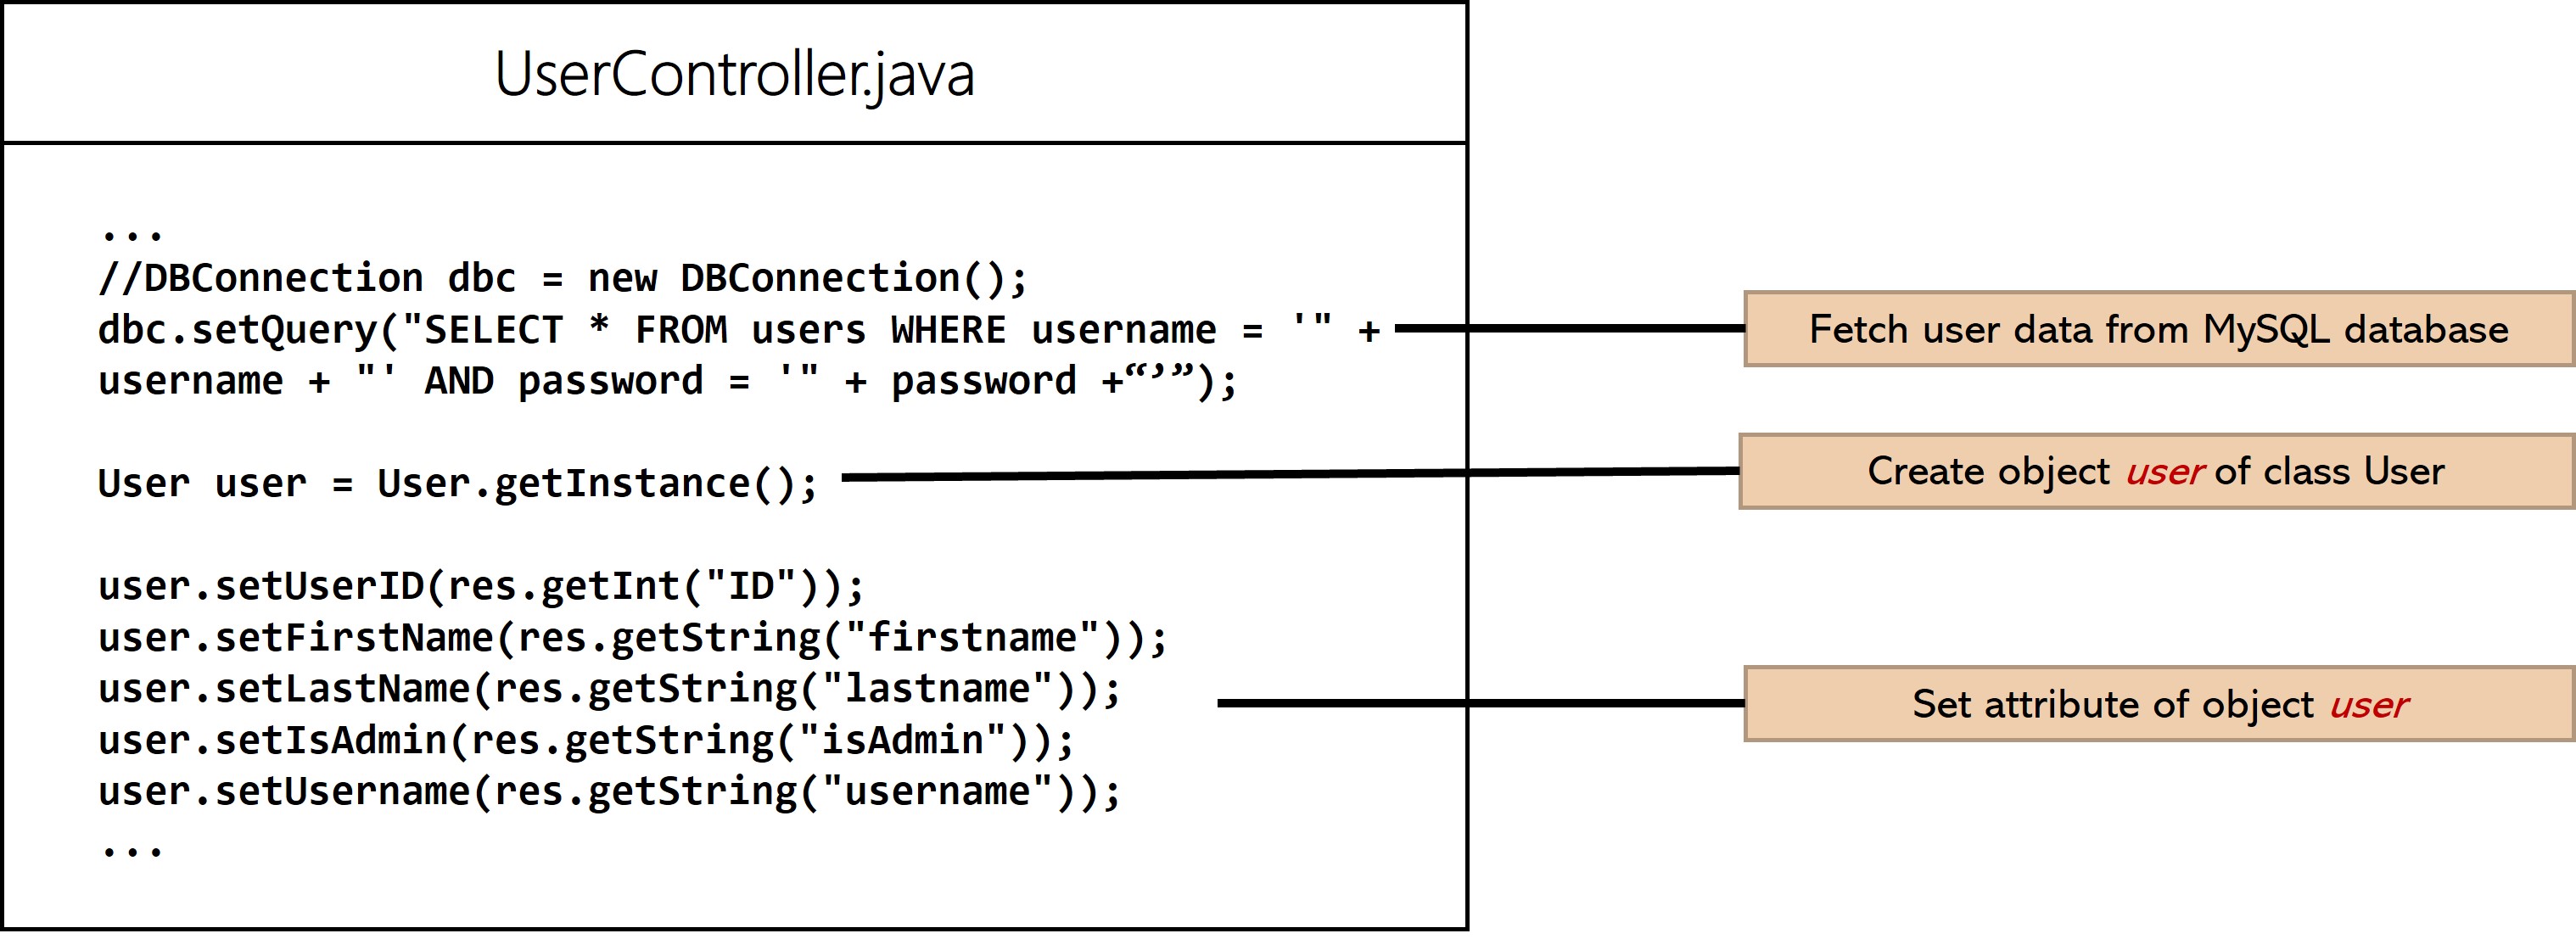 UserController.java
...
//DBConnection dbc = new DBConnection();
dbc.setQuery("SELECT * FROM users WHERE username = '" +
username + "' AND password = '" + password +“’”);
User user = User.getInstance();
user.setUserID(res.getInt("ID"));
user.setFirstName(res.getString("firstname"));
user.setLastName(res.getString("lastname"));
user.setIsAdmin(res.getString("isAdmin"));
user.setUsername(res.getString("username"));
...
Fetch user data from MySQL database
Create object user of class User
Set attribute of object user